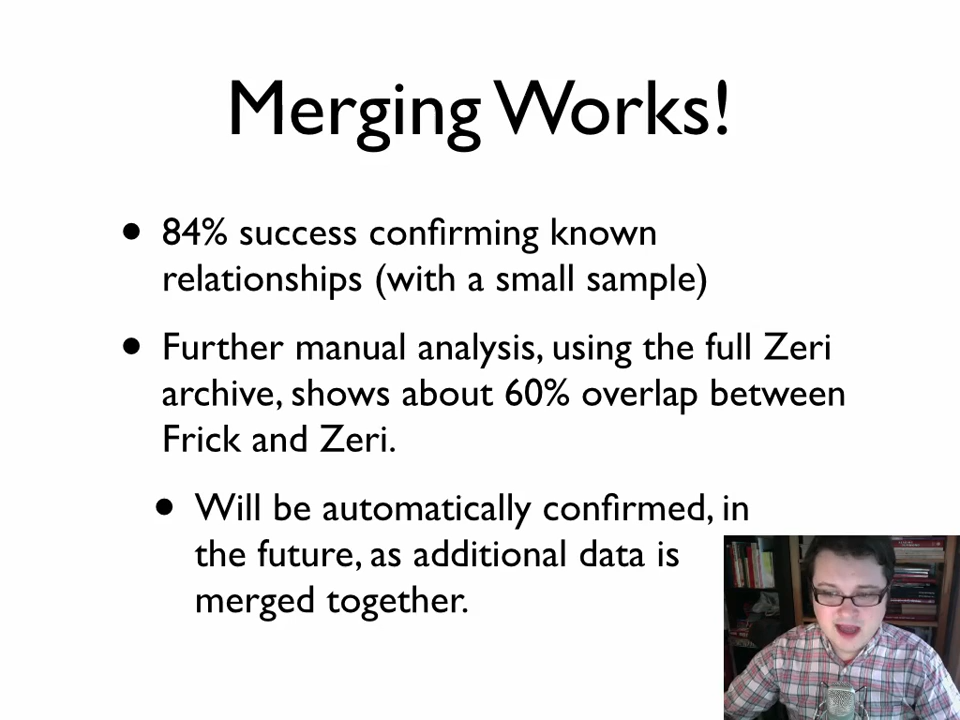 Merging Works!
• 84% success confirming known
relationships (with a small sample)
• Further manual analysis, using the full Zeri
archive, shows about 60% overlap between
Frick and Zeri.
• Will be automatically confirmed, in
the future, as additional data is
merged together.